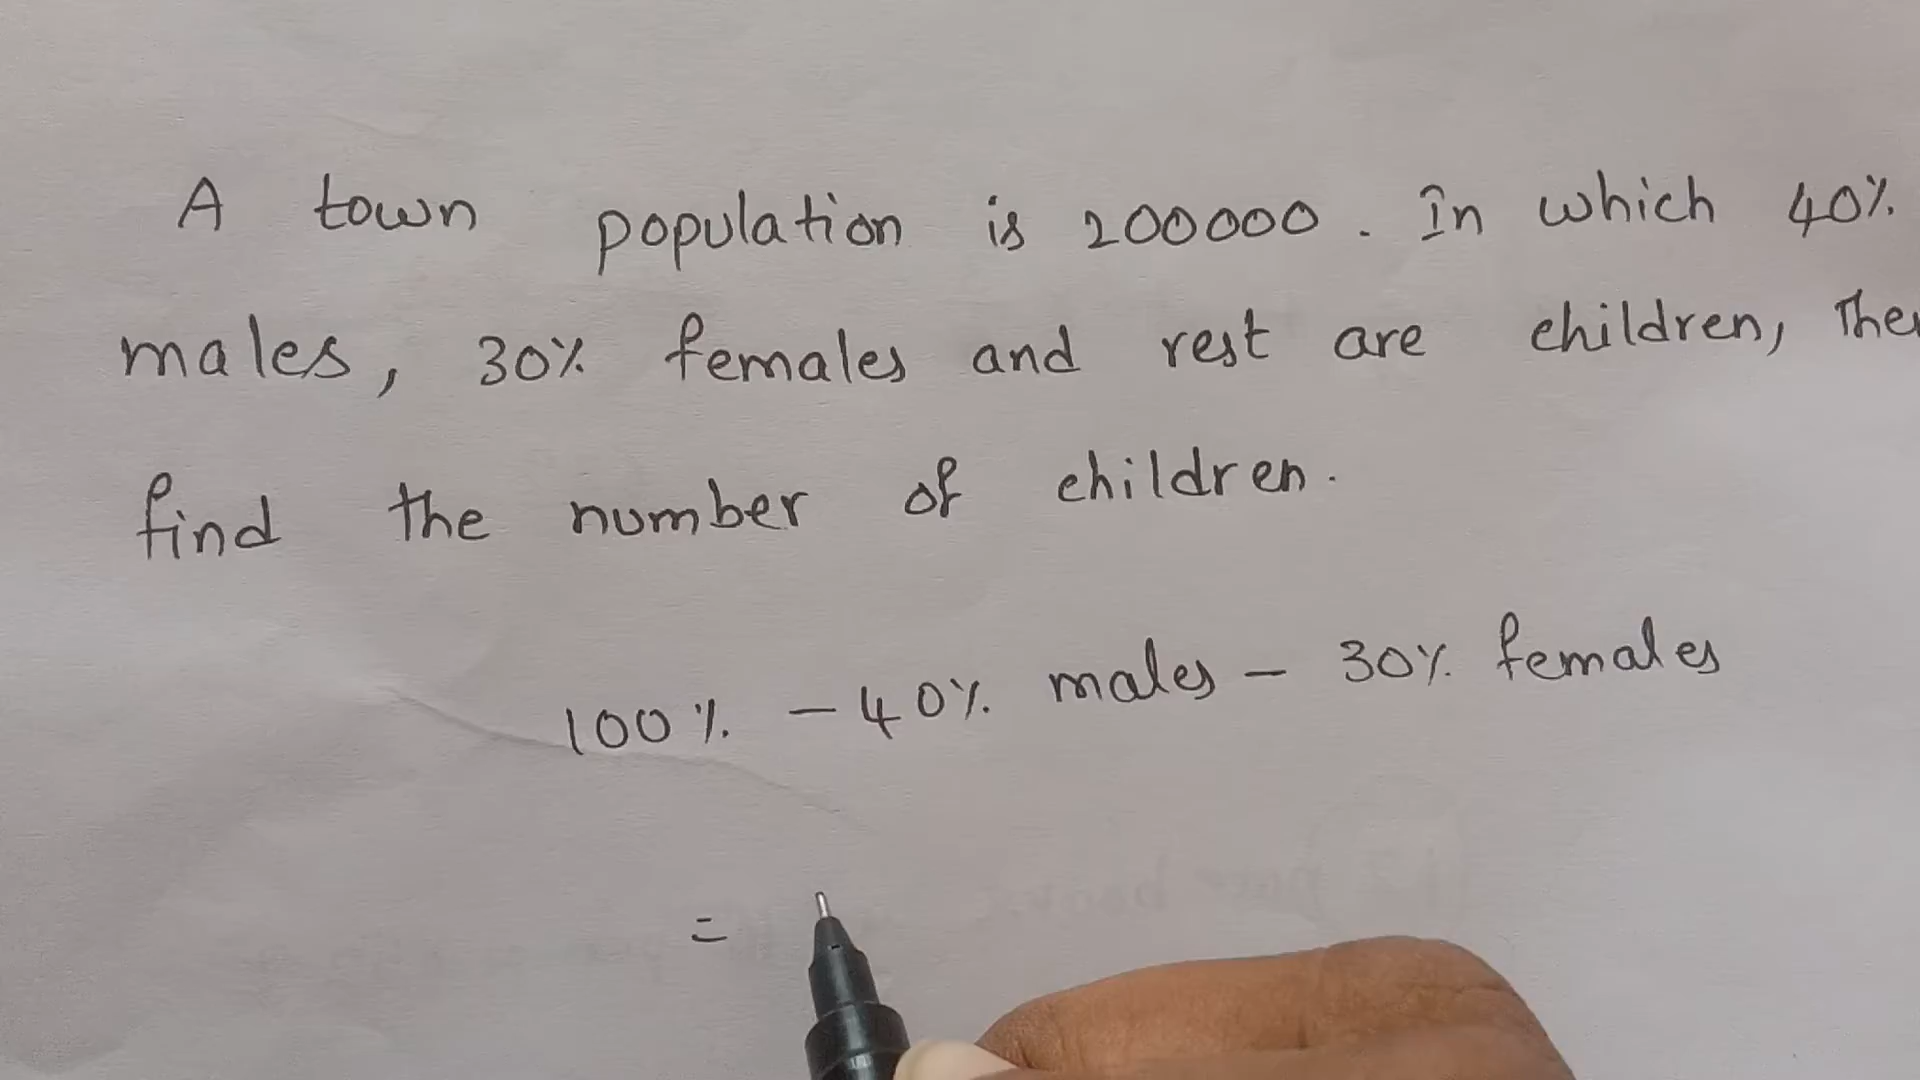 A town population is 200000. In which 40%
males, 30% females and rest are children, The
find the number of children.
100% - 40% males - 30% females
=